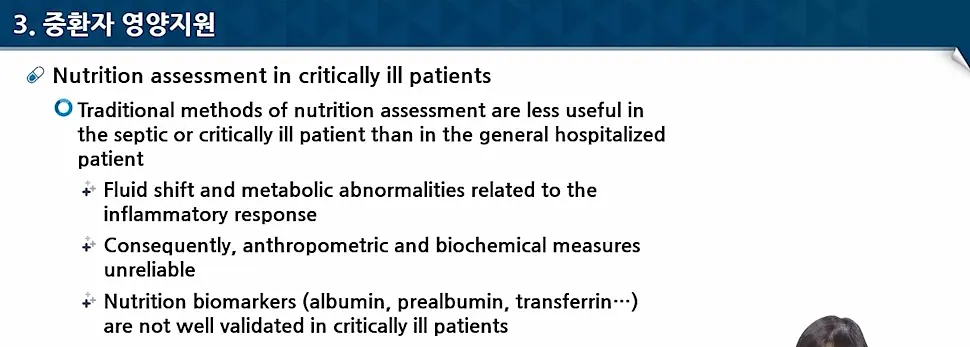 3. 중환자 영양지원
Nutrition assessment in critically ill patients
Traditional methods of nutrition assessment are less useful in
the septic or critically ill patient than in the general hospitalized
patient
Fluid shift and metabolic abnormalities related to the
inflammatory response
Consequently, anthropometric and biochemical measures
unreliable
Nutrition biomarkers (albumin, prealbumin, transferrin⋯)
are not well validated in critically ill patients